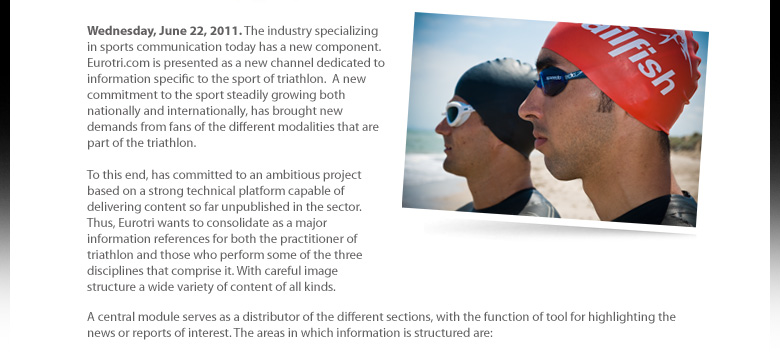 Wednesday, June 22, 2011. The industry specializing
in sports communication today has a new component.
Eurotri.com is presented as a new channel dedicated to
information specific to the sport of triathlon.  A new
commitment to the sport steadily growing both
nationally and internationally, has brought new
demands from fans of the different modalities that are
part of the triathlon.
To this end, has committed to an ambitious project
based on a strong technical platform capable of
delivering content so far unpublished in the sector.
Thus, Eurotri wants to consolidate as a major
information references for both the practitioner of
triathlon and those who perform some of the three
disciplines that comprise it. With careful image
structure a wide variety of content of all kinds.
ailfish
A central module serves as a distributor of the different sections, with the function of tool for highlighting the
news or reports of interest. The areas in which information is structured are: